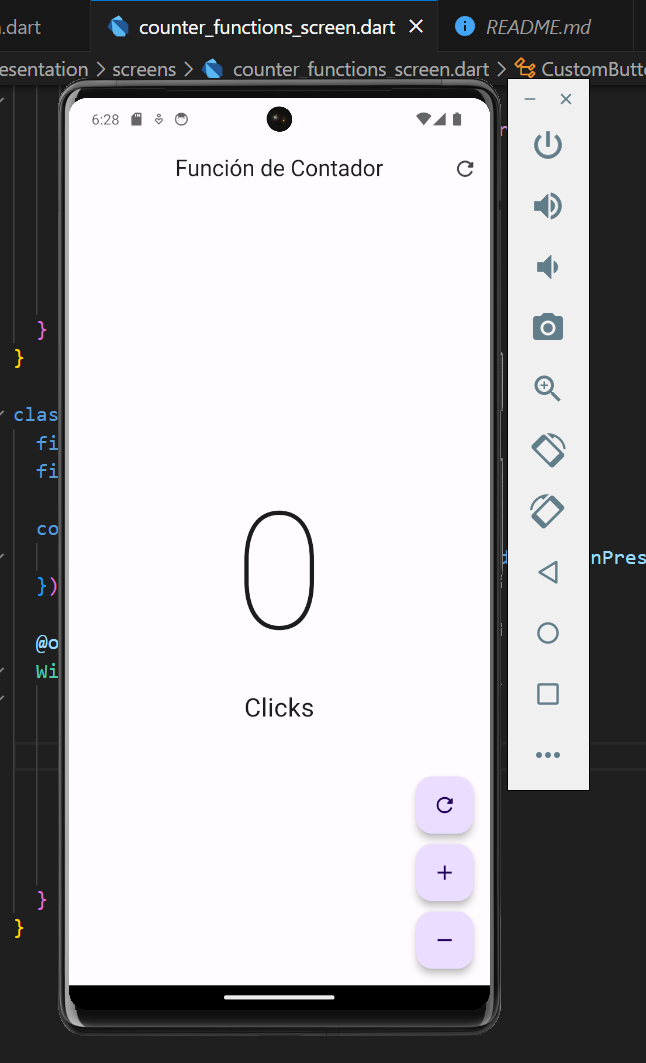 .dart
counter_functions_screen.dart
README.md
esentation > screens > counter_functions_screen.dart > CustomButt
6:28
Función de Contador
}
}
clas
fi
fi
co
nPres
})
@o
Wi
0
Clicks
+
−
}
}